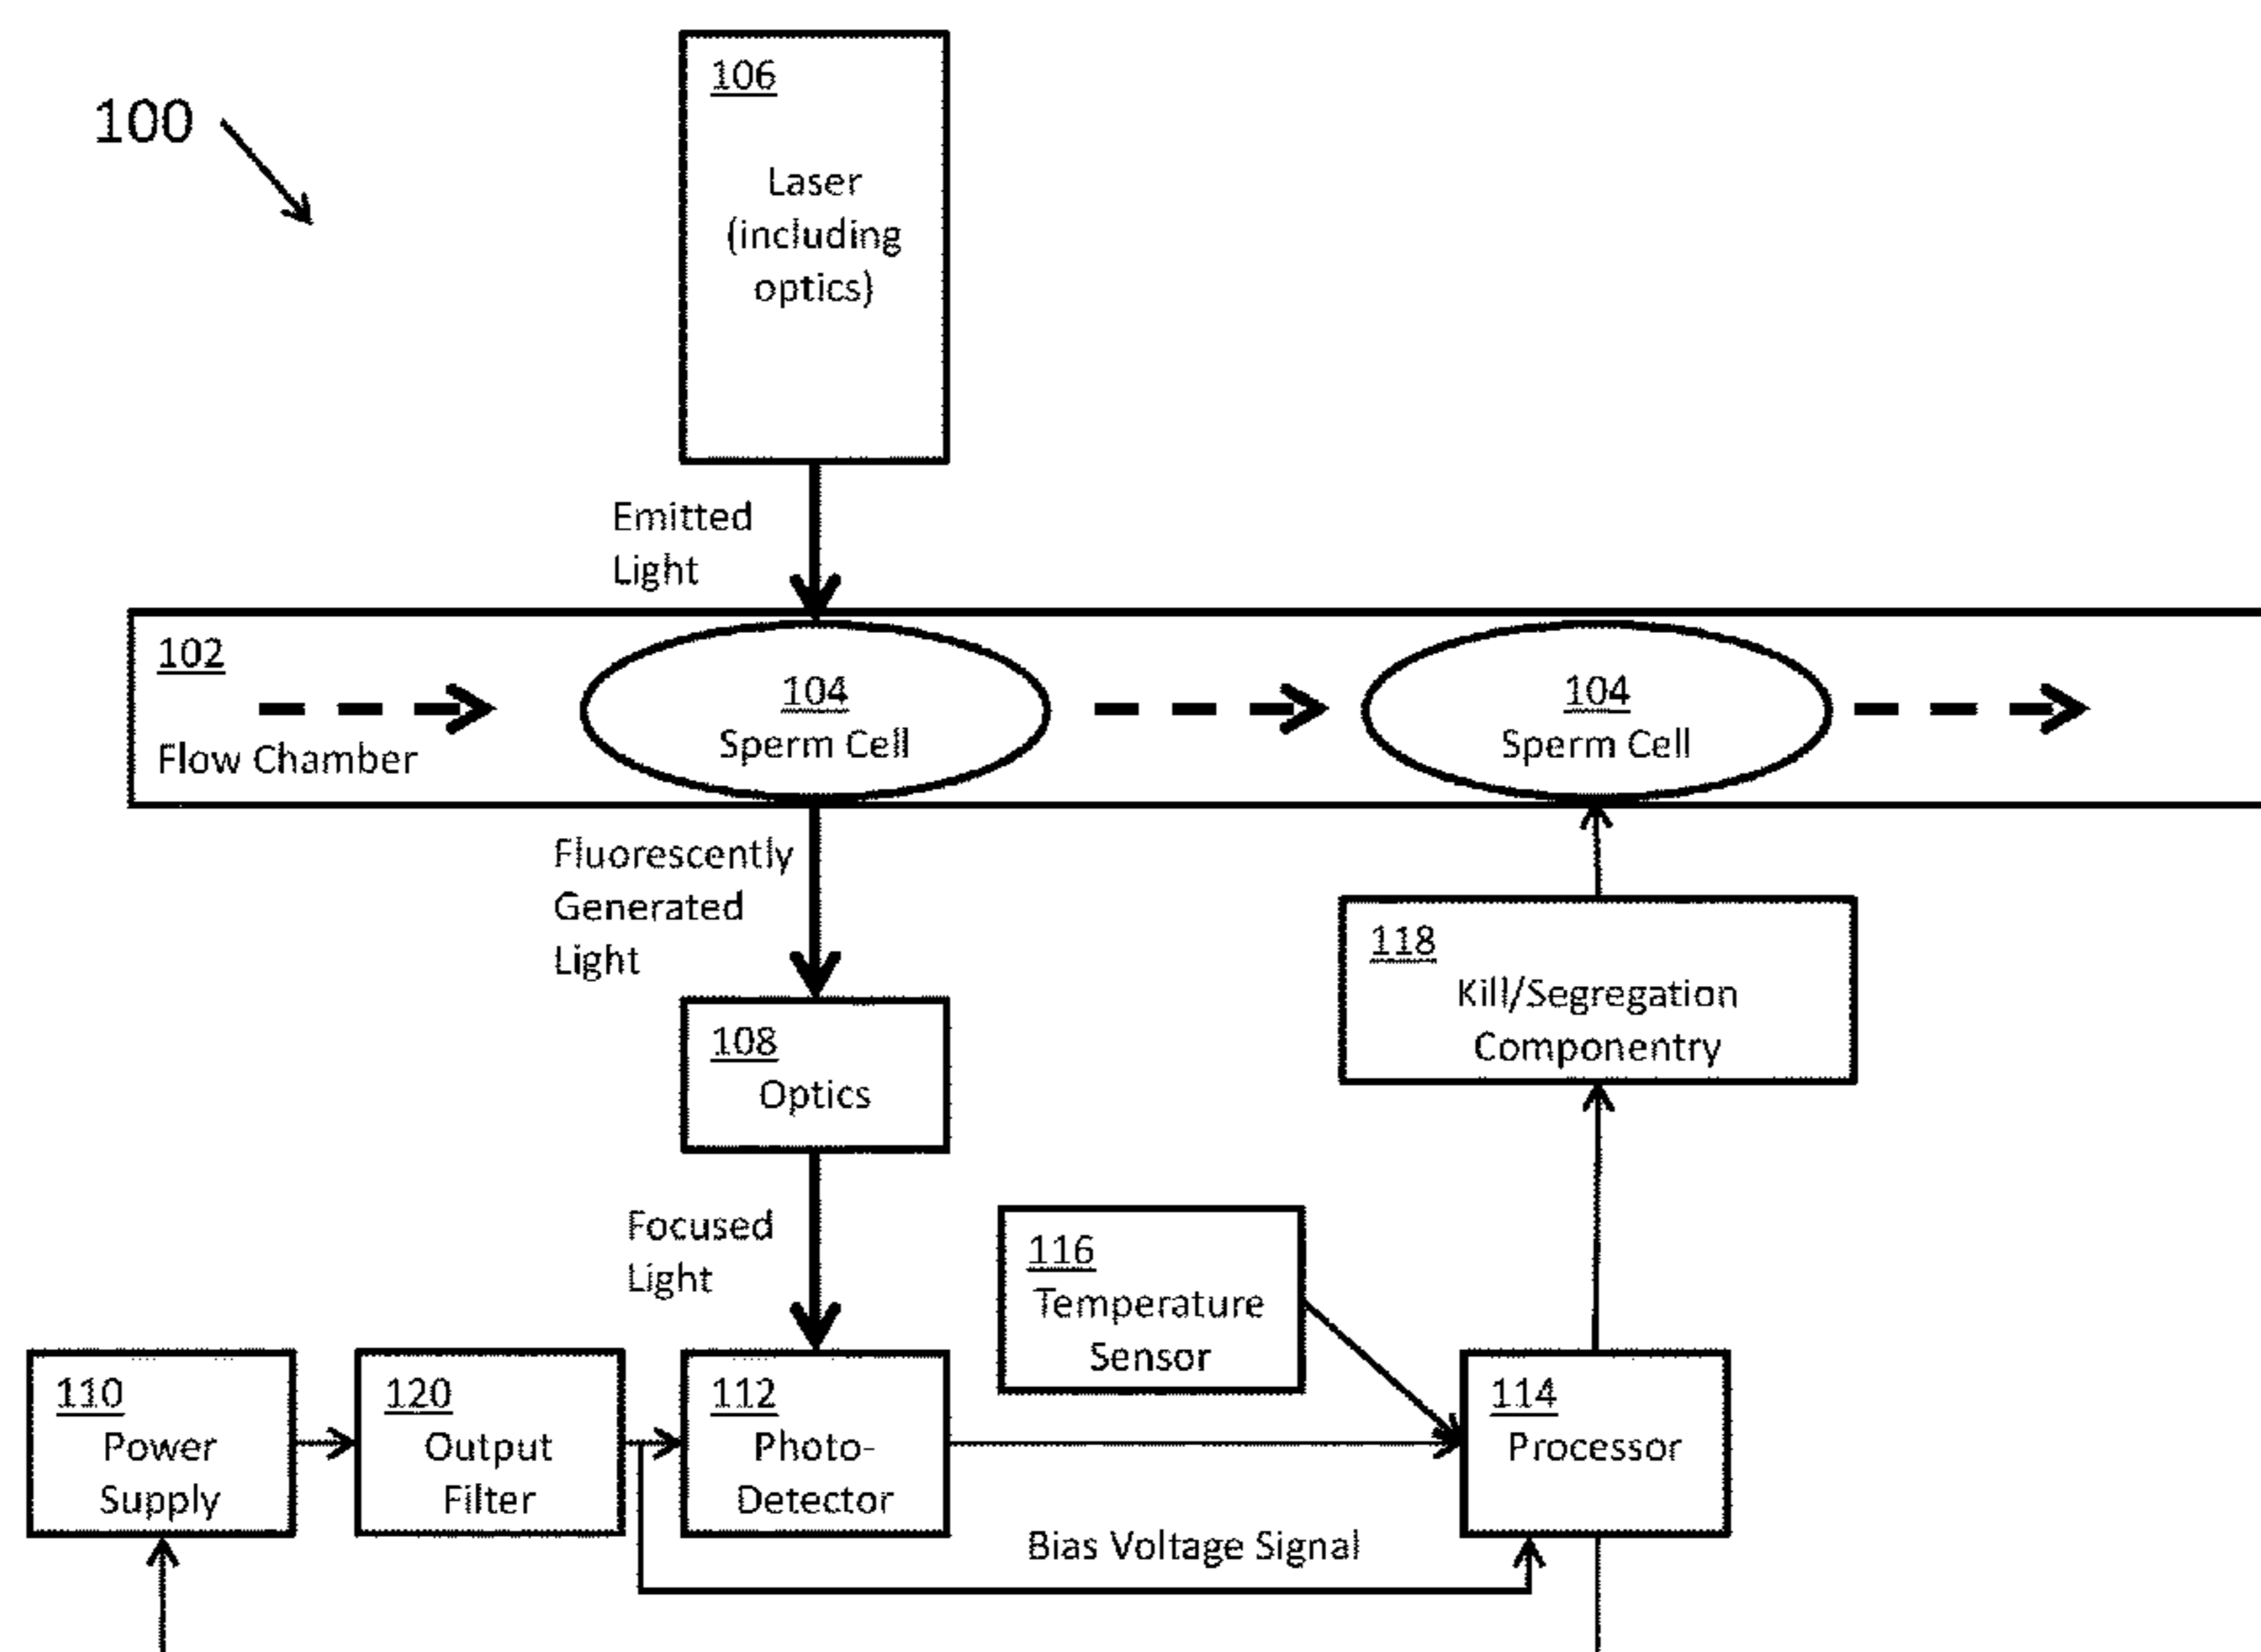 100
106
Laser
(including
optics)
Emitted
Light
102
Flow Chamber
104
Sperm Cell
104
Sperm Cell
Fluorescently
Generated
Light
108
Optics
118
Kill/Segregation
Componentry
Focused
Light
116
Temperature
Sensor
110
Power
Supply
120
Output
Filter
112
Photo-
Detector
114
Processor
Bias Voltage Signal